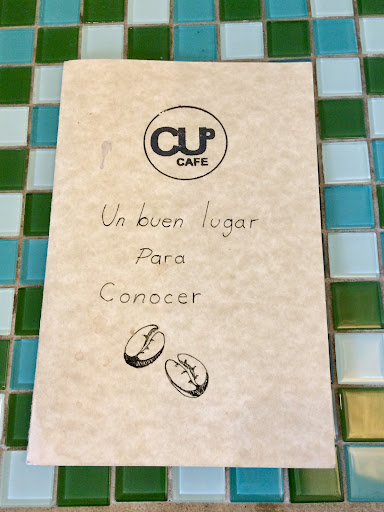 CUP
CAFE
Un buen lugar
Para
Conocer